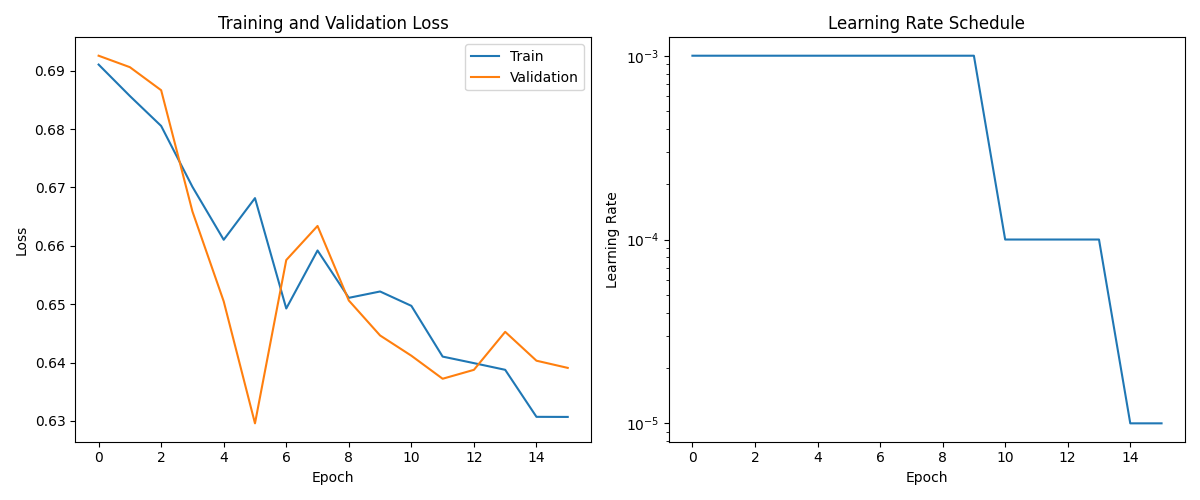 Training and Validation Loss
Train
Validation
0.69
0.68
0.67
0.66
0.65
0.64
0.63
Loss
0 2 4 6 8 10 12 14
Epoch
Learning Rate Schedule
10⁻³
10⁻⁴
10⁻⁵
Learning Rate
0 2 4 6 8 10 12 14
Epoch